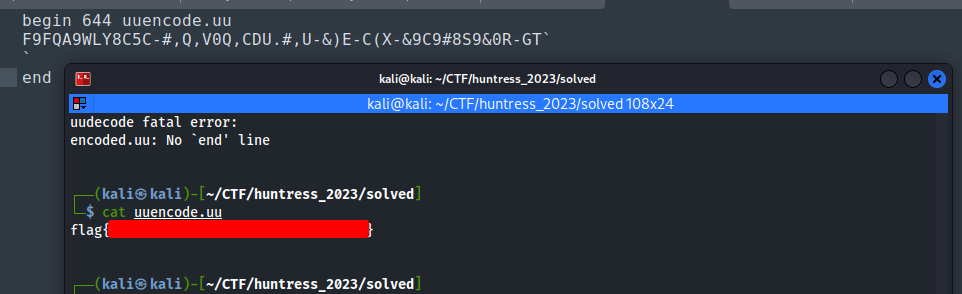 begin 644 uuencode.uu
F9FQA9WLY8C5C-#,Q,V0Q,CDU.#,U-&)E-C(X-&9C9#8S9&0R-GT`
`
end
kali@kali: ~/CTF/huntress_2023/solved
kali@kali: ~/CTF/huntress_2023/solved 108x24
uudecode fatal error:
encoded.uu: No `end' line
┌──(kali㉿kali)-[~/CTF/huntress_2023/solved]
└─$ cat uuencode.uu
flag{ }
┌──(kali㉿kali)-[~/CTF/huntress_2023/solved]